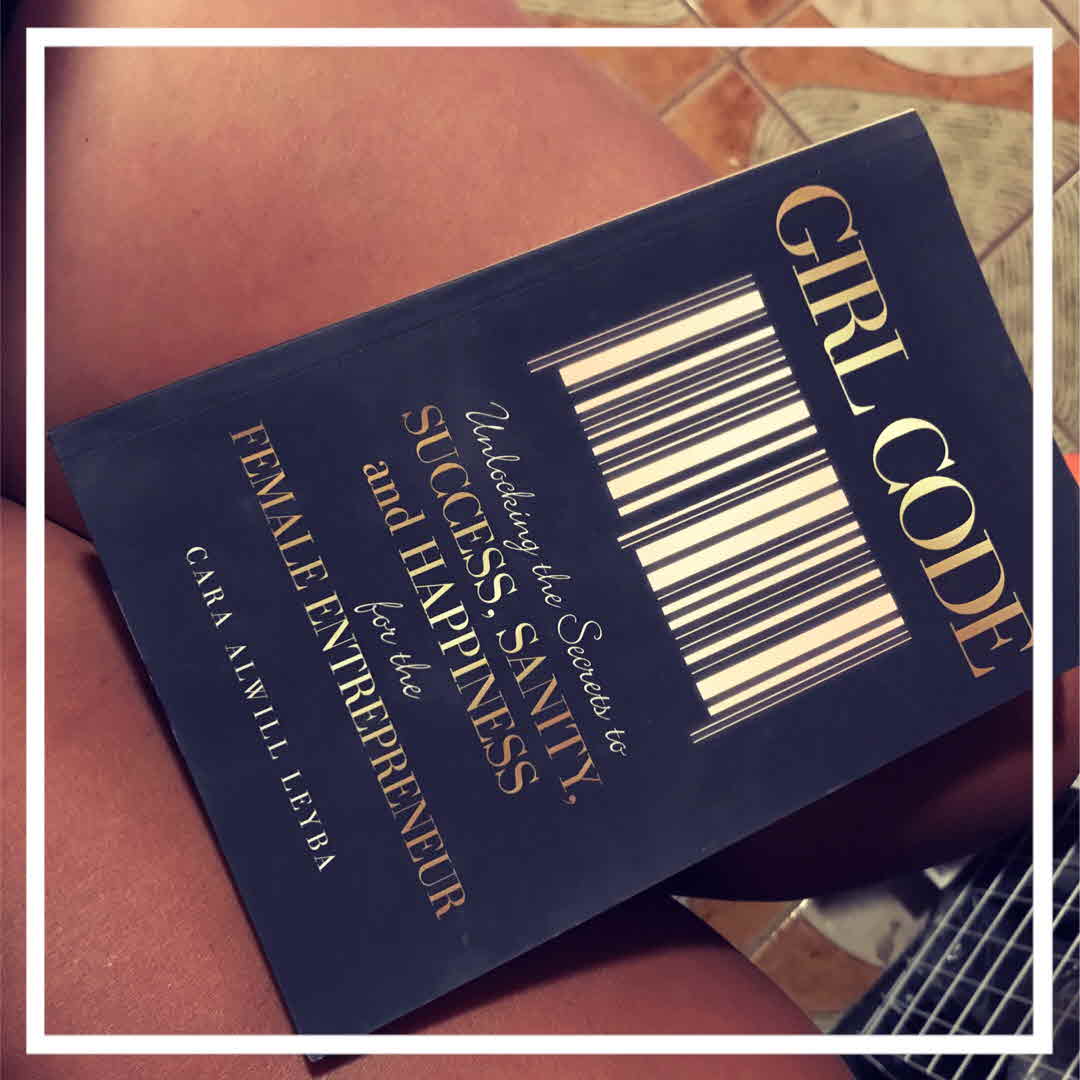 GIRL CODE
Unlocking the Secrets to
SUCCESS, SANITY,
and HAPPINESS
for the
FEMALE ENTREPRENEUR
CARA ALWILL LEYBA